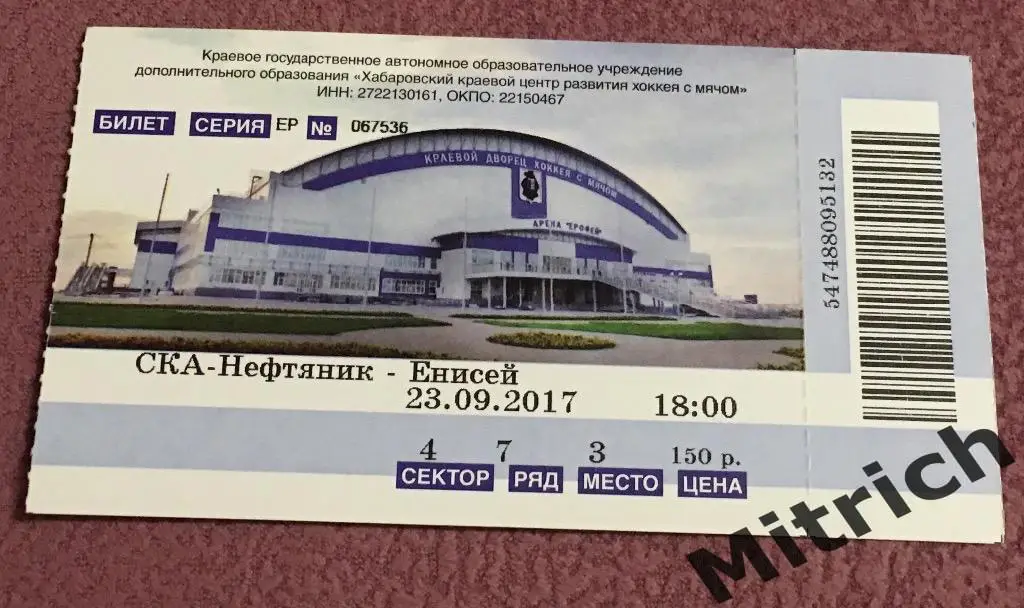 Краевое государственное автономное образовательное учреждение
дополнительного образования «Хабаровский краевой центр развития хоккея с мячом»
ИНН: 2722130161, ОКПО: 22150467
БИЛЕТ СЕРИЯ ЕР № 067536
КРАЕВОЙ ДВОРЕЦ ХОККЕЯ С МЯЧОМ
АРЕНА "ЕРОФЕЙ"
СКА-Нефтяник - Енисей
23.09.2017 18:00
4 7 3 150 р.
СЕКТОР РЯД МЕСТО ЦЕНА
547488095132
Mitrich